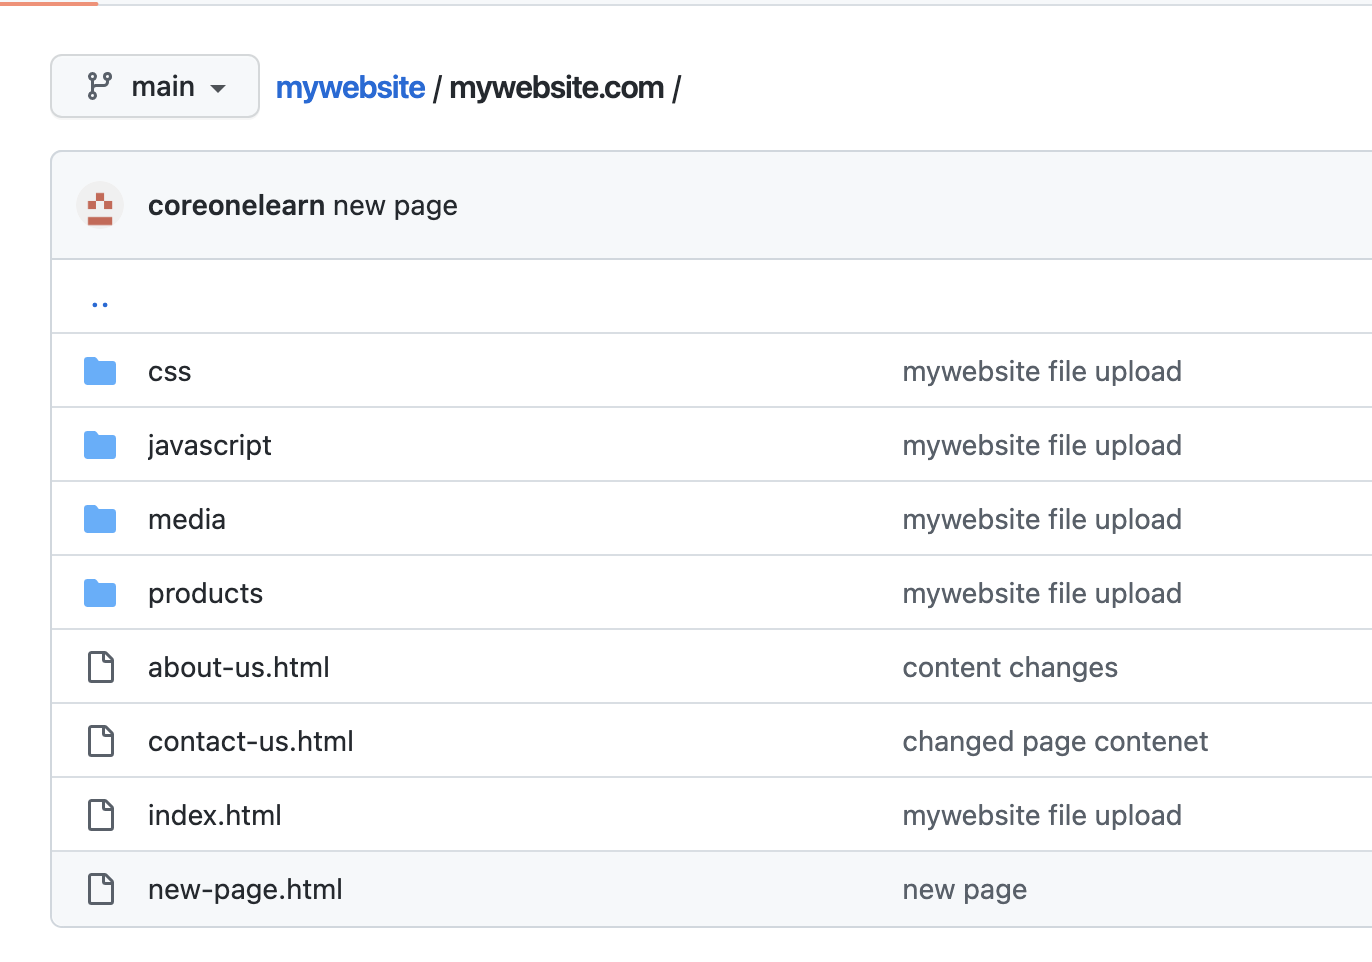 main mywebsite / mywebsite.com /
coreonelearn new page
..
css mywebsite file upload
javascript mywebsite file upload
media mywebsite file upload
products mywebsite file upload
about-us.html content changes
contact-us.html changed page contenet
index.html mywebsite file upload
new-page.html new page